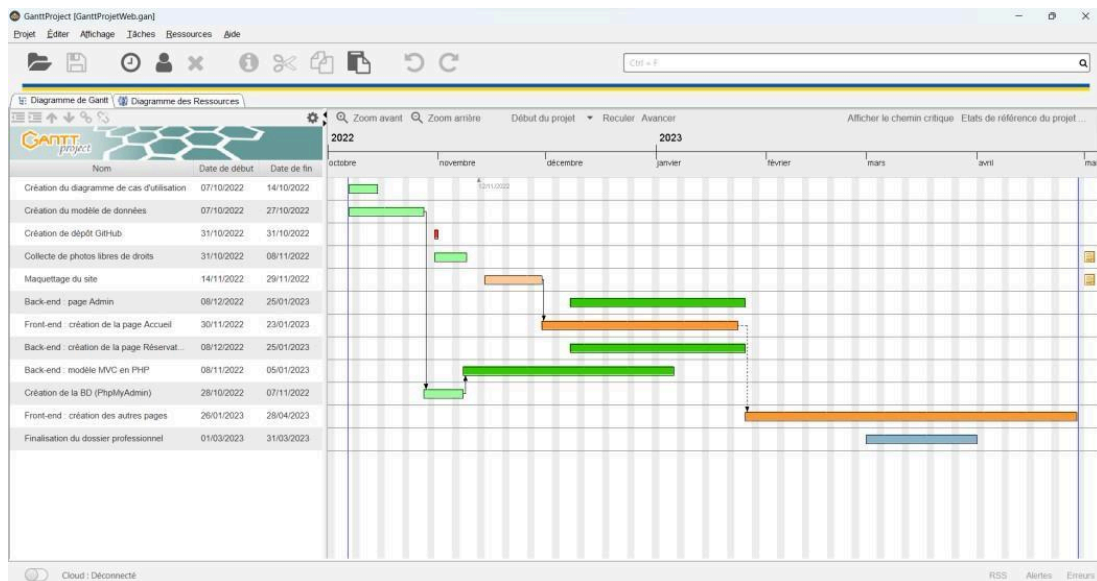 GanttProject [GanttProjetWeb.gan]
Projet Éditer Affichage Tâches Ressources Aide
Ctrl + F
Diagramme de Gantt Diagramme des Ressources
Zoom avant Zoom arrière Début du projet Reculer Avancer Afficher le chemin critique Etats de référence du projet ...
GANTT project
2022 2023
Nom Date de début Date de fin
octobre novembre décembre janvier février mars avril mai
Création du diagramme de cas d'utilisation 07/10/2022 14/10/2022
12/11/2022
Création du modèle de données 07/10/2022 27/10/2022
Création de dépôt GitHub 31/10/2022 31/10/2022
Collecte de photos libres de droits 31/10/2022 08/11/2022
Maquettage du site 14/11/2022 29/11/2022
Back-end : page Admin 08/12/2022 25/01/2023
Front-end : création de la page Accueil 30/11/2022 23/01/2023
Back-end : création de la page Réservat... 08/12/2022 25/01/2023
Back-end : modèle MVC en PHP 08/11/2022 05/01/2023
Création de la BD (PhpMyAdmin) 28/10/2022 07/11/2022
Front-end : création des autres pages 26/01/2023 28/04/2023
Finalisation du dossier professionnel 01/03/2023 31/03/2023
Cloud : Déconnecté RSS Alertes Erreurs